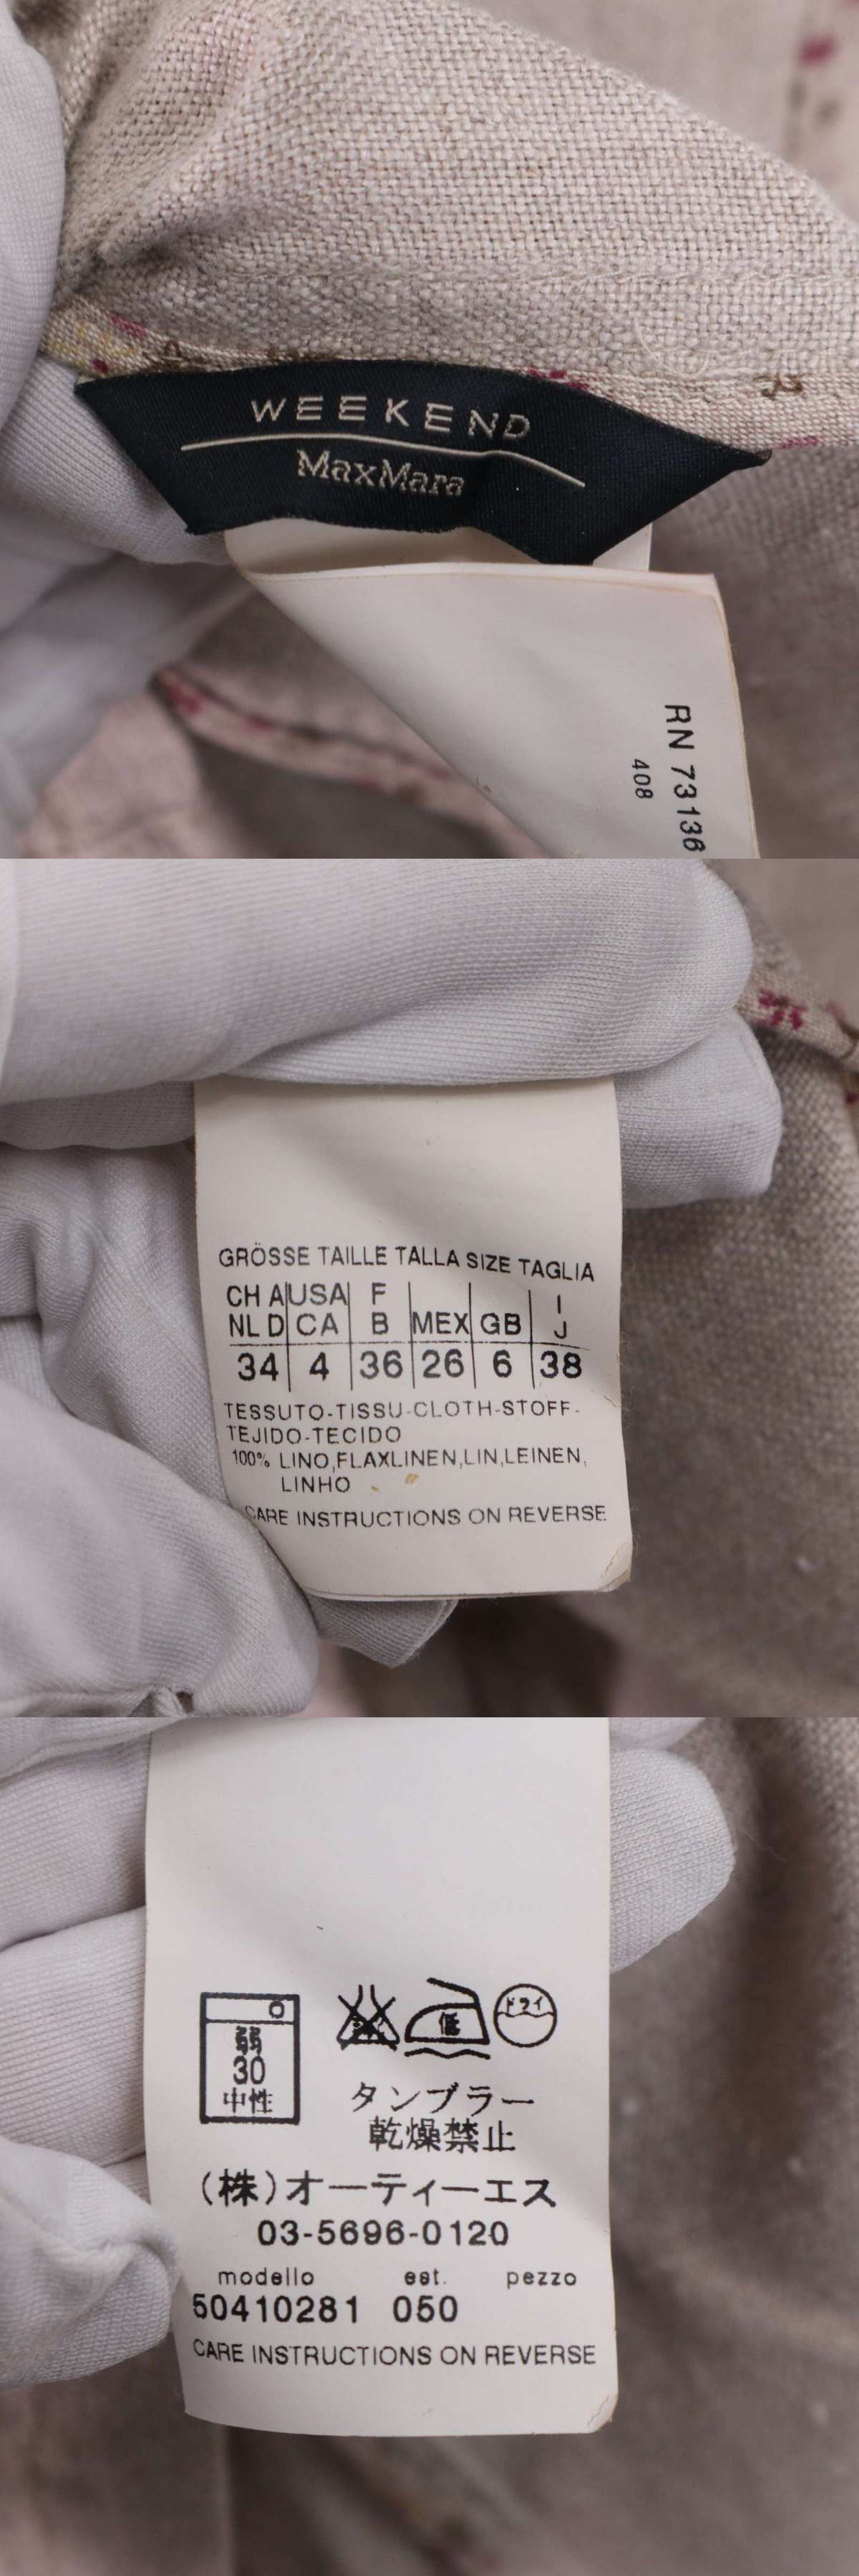 WEEKEND
MaxMara
RN 73136
408
GRÖSSE TAILLE TALLA SIZE TAGLIA
CH A USA F I
NL D CA B MEX GB J
34 4 36 26 6 38
TESSUTO-TISSU-CLOTH-STOFF-
TEJIDO-TECIDO
100% LINO,FLAXLINEN,LIN,LEINEN,
LINHO
CARE INSTRUCTIONS ON REVERSE
弱
30
中性
低
ドライ
タンブラー
乾燥禁止
(株)オーティーエス
03-5696-0120
modello est. pezzo
50410281 050
CARE INSTRUCTIONS ON REVERSE